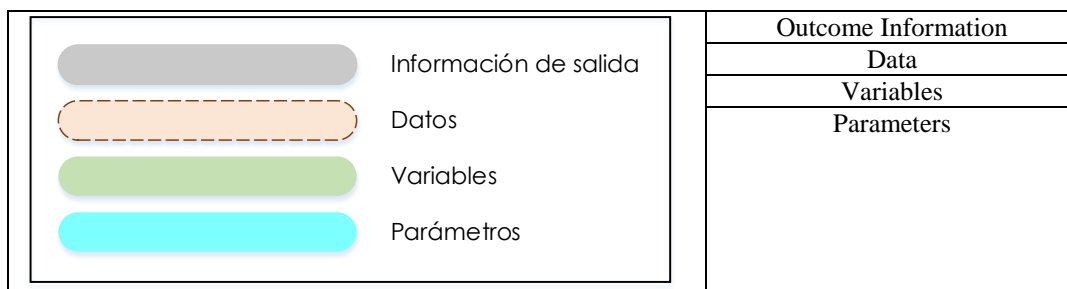 Información de salida
Datos
Variables
Parámetros
Outcome Information
Data
Variables
Parameters